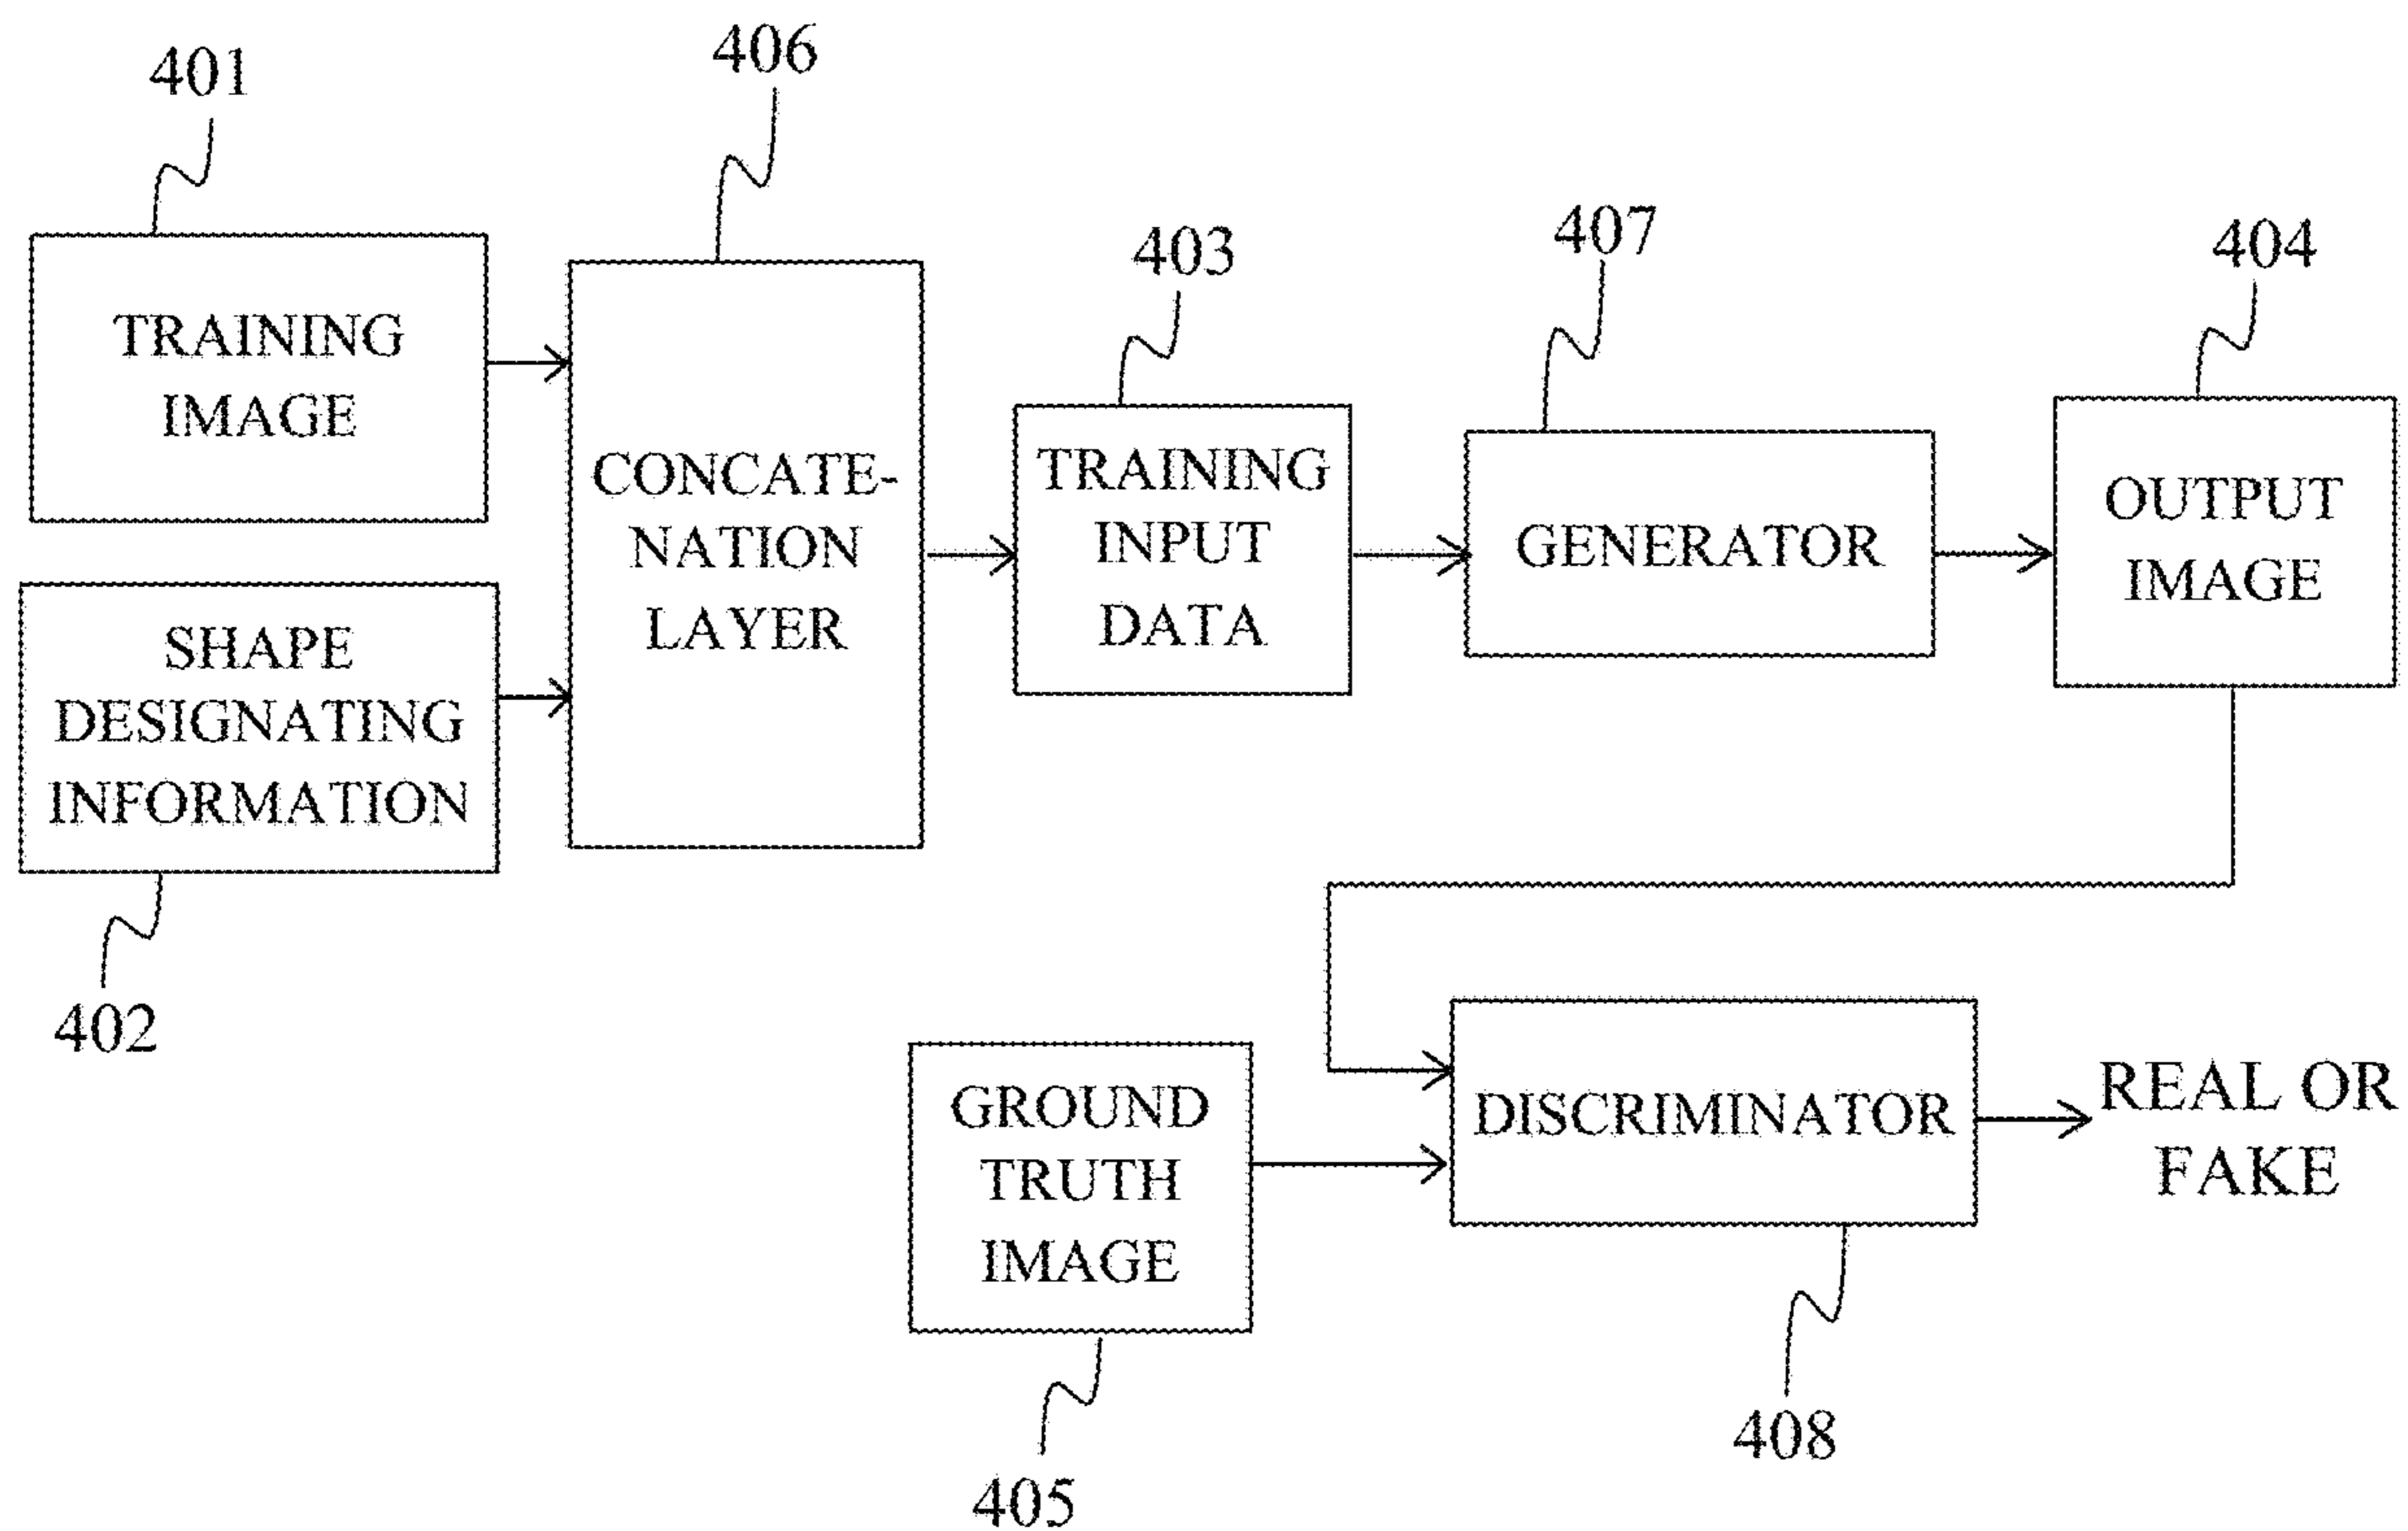 401
406
403
407
404
TRAINING
IMAGE
SHAPE
DESIGNATING
INFORMATION
402
CONCATE-
NATION
LAYER
TRAINING
INPUT
DATA
GENERATOR
OUTPUT
IMAGE
GROUND
TRUTH
IMAGE
405
DISCRIMINATOR
408
REAL OR
FAKE